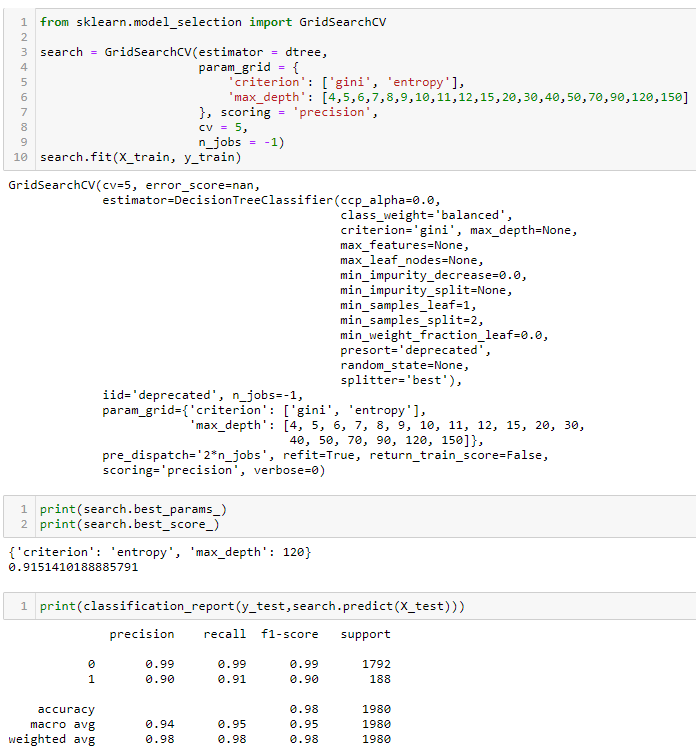 1 from sklearn.model_selection import GridSearchCV
2
3 search = GridSearchCV(estimator = dtree,
4 param_grid = {
5 'criterion': ['gini', 'entropy'],
6 'max_depth': [4,5,6,7,8,9,10,11,12,15,20,30,40,50,70,90,120,150]
7 }, scoring = 'precision',
8 cv = 5,
9 n_jobs = -1)
10 search.fit(X_train, y_train)
GridSearchCV(cv=5, error_score=nan,
estimator=DecisionTreeClassifier(ccp_alpha=0.0,
class_weight='balanced',
criterion='gini', max_depth=None,
max_features=None,
max_leaf_nodes=None,
min_impurity_decrease=0.0,
min_impurity_split=None,
min_samples_leaf=1,
min_samples_split=2,
min_weight_fraction_leaf=0.0,
presort='deprecated',
random_state=None,
splitter='best'),
iid='deprecated', n_jobs=-1,
param_grid={'criterion': ['gini', 'entropy'],
'max_depth': [4, 5, 6, 7, 8, 9, 10, 11, 12, 15, 20, 30,
40, 50, 70, 90, 120, 150]},
pre_dispatch='2*n_jobs', refit=True, return_train_score=False,
scoring='precision', verbose=0)
1 print(search.best_params_)
2 print(search.best_score_)
{'criterion': 'entropy', 'max_depth': 120}
0.9151410188885791
1 print(classification_report(y_test,search.predict(X_test)))
precision recall f1-score support
0 0.99 0.99 0.99 1792
1 0.90 0.91 0.90 188
accuracy 0.98 1980
macro avg 0.94 0.95 0.95 1980
weighted avg 0.98 0.98 0.98 1980